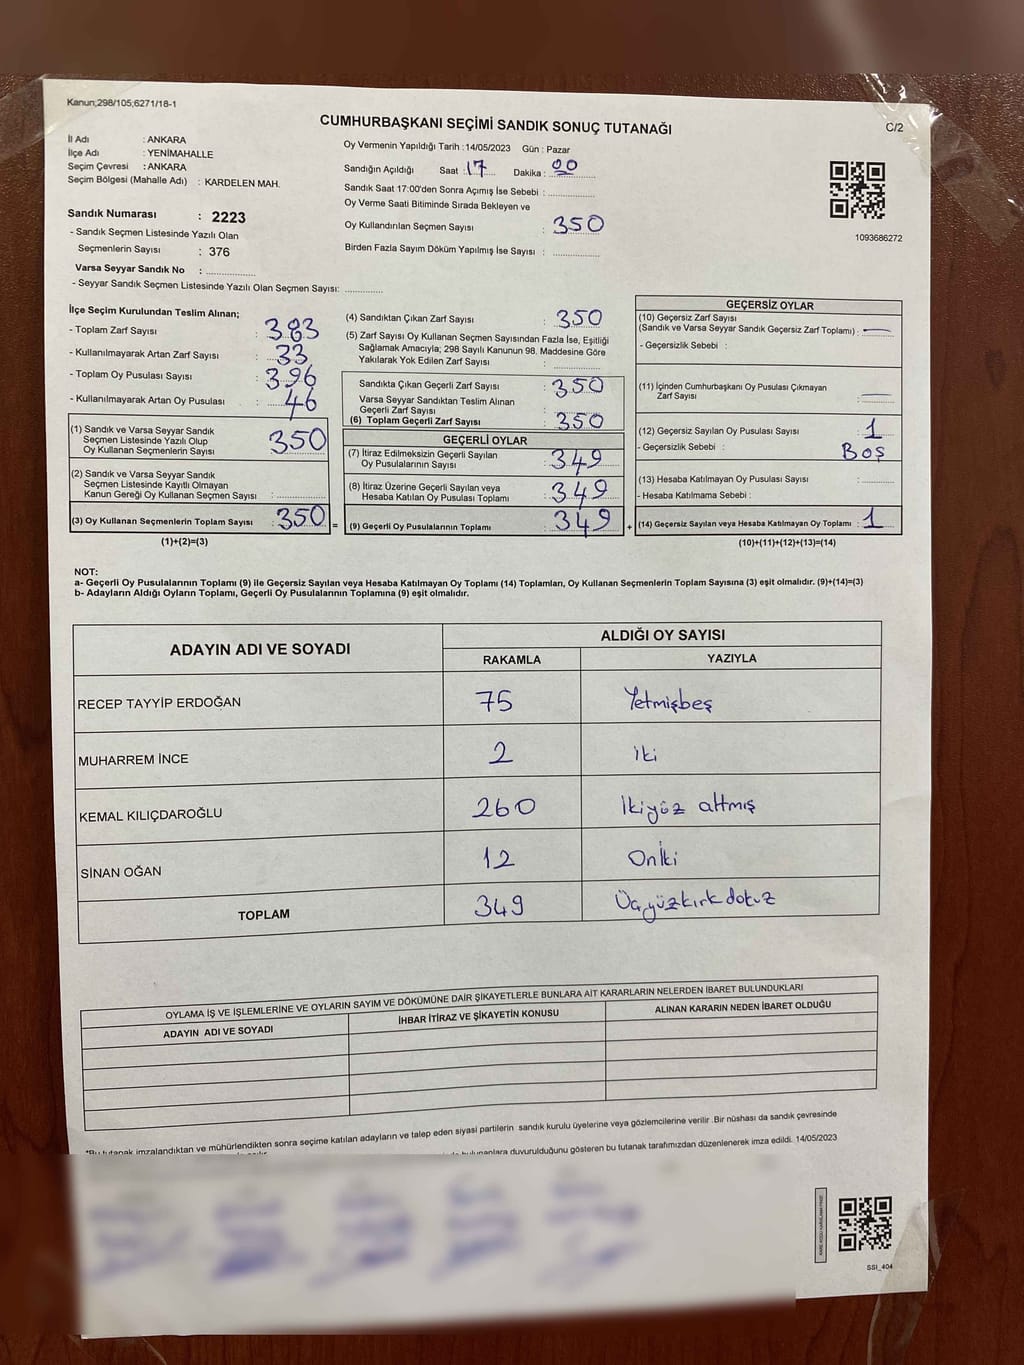 Kanun;298/105;6271/18-1
CUMHURBAŞKANI SEÇİMİ SANDIK SONUÇ TUTANAĞI
C/2
İl Adı : ANKARA
İlçe Adı : YENİMAHALLE
Seçim Çevresi : ANKARA
Seçim Bölgesi (Mahalle Adı) : KARDELEN MAH.
Sandık Numarası : 2223
- Sandık Seçmen Listesinde Yazılı Olan
Seçmenlerin Sayısı : 376
Varsa Seyyar Sandık No :
- Seyyar Sandık Seçmen Listesinde Yazılı Olan Seçmen Sayısı:
Oy Vermenin Yapıldığı Tarih :14/05/2023 Gün : Pazar
Sandığın Açıldığı Saat : 17 Dakika : 00
Sandık Saat 17:00'den Sonra Açımış İse Sebebi :
Oy Verme Saati Bitiminde Sırada Bekleyen ve
Oy Kullandırılan Seçmen Sayısı : 350
Birden Fazla Sayım Döküm Yapılmış İse Sayısı :
1093686272
İlçe Seçim Kurulundan Teslim Alınan;
- Toplam Zarf Sayısı : 383
- Kullanılmayarak Artan Zarf Sayısı : 33
- Toplam Oy Pusulası Sayısı : 396
- Kullanılmayarak Artan Oy Pusulası : 46
(1) Sandık ve Varsa Seyyar Sandık
Seçmen Listesinde Yazılı Olup
Oy Kullanan Seçmenlerin Sayısı : 350
(2) Sandık ve Varsa Seyyar Sandık
Seçmen Listesinde Kayıtlı Olmayan
Kanun Gereği Oy Kullanan Seçmen Sayısı :
(3) Oy Kullanan Seçmenlerin Toplam Sayısı : 350 =
(1)+(2)=(3)
(4) Sandıktan Çıkan Zarf Sayısı : 350
(5) Zarf Sayısı Oy Kullanan Seçmen Sayısından Fazla İse, Eşitliği
Sağlamak Amacıyla; 298 Sayılı Kanunun 98. Maddesine Göre
Yakılarak Yok Edilen Zarf Sayısı :
Sandıkta Çıkan Geçerli Zarf Sayısı : 350
Varsa Seyyar Sandıktan Teslim Alınan
Geçerli Zarf Sayısı :
(6) Toplam Geçerli Zarf Sayısı : 350
GEÇERLİ OYLAR
(7) İtiraz Edilmeksizin Geçerli Sayılan
Oy Pusulalarının Sayısı : 349
(8) İtiraz Üzerine Geçerli Sayılan veya
Hesaba Katılan Oy Pusulası Toplamı : 349
(9) Geçerli Oy Pusulalarının Toplamı : 349 +
GEÇERSİZ OYLAR
(10) Geçersiz Zarf Sayısı
(Sandık ve Varsa Seyyar Sandık Geçersiz Zarf Toplamı) : —
- Geçersizlik Sebebi :
(11) İçinden Cumhurbaşkanı Oy Pusulası Çıkmayan
Zarf Sayısı : —
(12) Geçersiz Sayılan Oy Pusulası Sayısı : 1
- Geçersizlik Sebebi : Boş
(13) Hesaba Katılmayan Oy Pusulası Sayısı :
- Hesaba Katılmama Sebebi :
(14) Geçersiz Sayılan veya Hesaba Katılmayan Oy Toplamı : 1
(10)+(11)+(12)+(13)=(14)
NOT:
a- Geçerli Oy Pusulalarının Toplamı (9) ile Geçersiz Sayılan veya Hesaba Katılmayan Oy Toplamı (14) Toplamları, Oy Kullanan Seçmenlerin Toplam Sayısına (3) eşit olmalıdır. (9)+(14)=(3)
b- Adayların Aldığı Oyların Toplamı, Geçerli Oy Pusulalarının Toplamına (9) eşit olmalıdır.
ADAYIN ADI VE SOYADI ALDIĞI OY SAYISI
RAKAMLA YAZIYLA
RECEP TAYYİP ERDOĞAN 75 Yetmişbeş
MUHARREM İNCE 2 iki
KEMAL KILIÇDAROĞLU 260 İkiyüz altmış
SİNAN OĞAN 12 Oniki
TOPLAM 349 Üçyüzkırkdokuz
OYLAMA İŞ VE İŞLEMLERİNE VE OYLARIN SAYIM VE DÖKÜMÜNE DAİR ŞİKAYETLERLE BUNLARA AİT KARARLARIN NELERDEN İBARET BULUNDUKLARI
ADAYIN ADI VE SOYADI İHBAR İTİRAZ VE ŞİKAYETİN KONUSU ALINAN KARARIN NEDEN İBARET OLDUĞU
*Bu tutanak imzalandıktan ve mühürlendikten sonra seçime katılan adayların ve talep eden siyasi partilerin sandık kurulu üyelerine veya gözlemcilerine verilir .Bir nüshası da sandık çevresinde
duyurulduğunu gösteren bu tutanak tarafımızdan düzenlenerek imza edildi. 14/05/2023
SSI_404